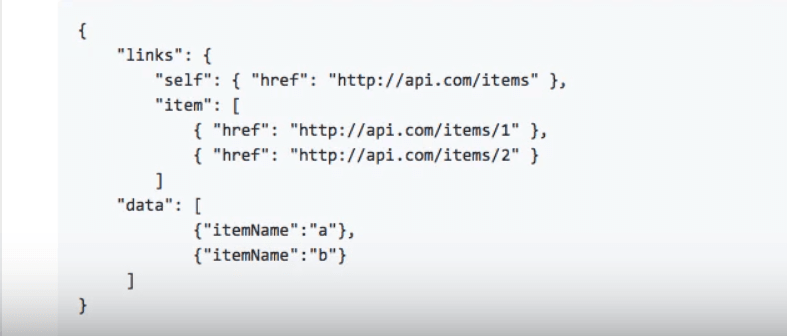 {
    "links": {
        "self": { "href": "http://api.com/items" },
        "item": [
            { "href": "http://api.com/items/1" },
            { "href": "http://api.com/items/2" }
        ]
    "data": [
            {"itemName":"a"},
            {"itemName":"b"}
     ]
}